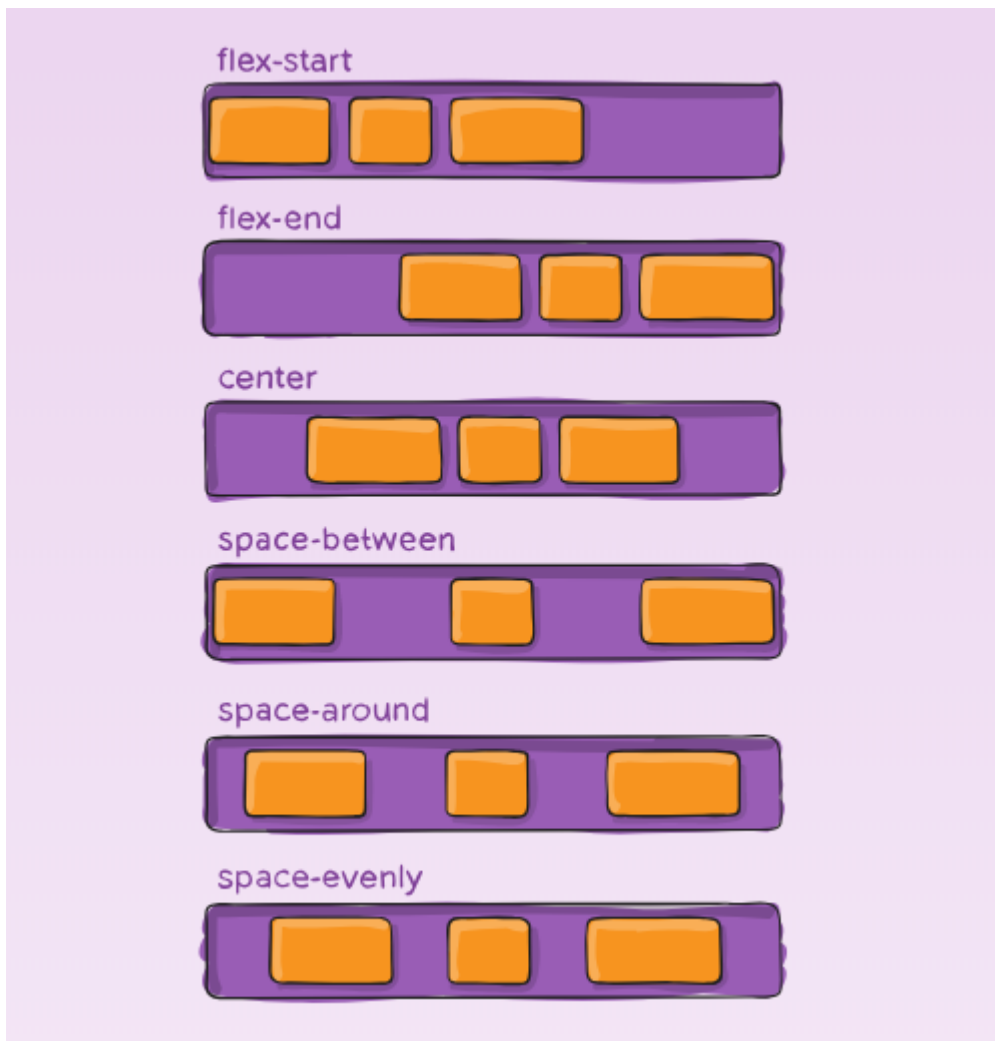 flex-start
flex-end
center
space-between
space-around
space-evenly